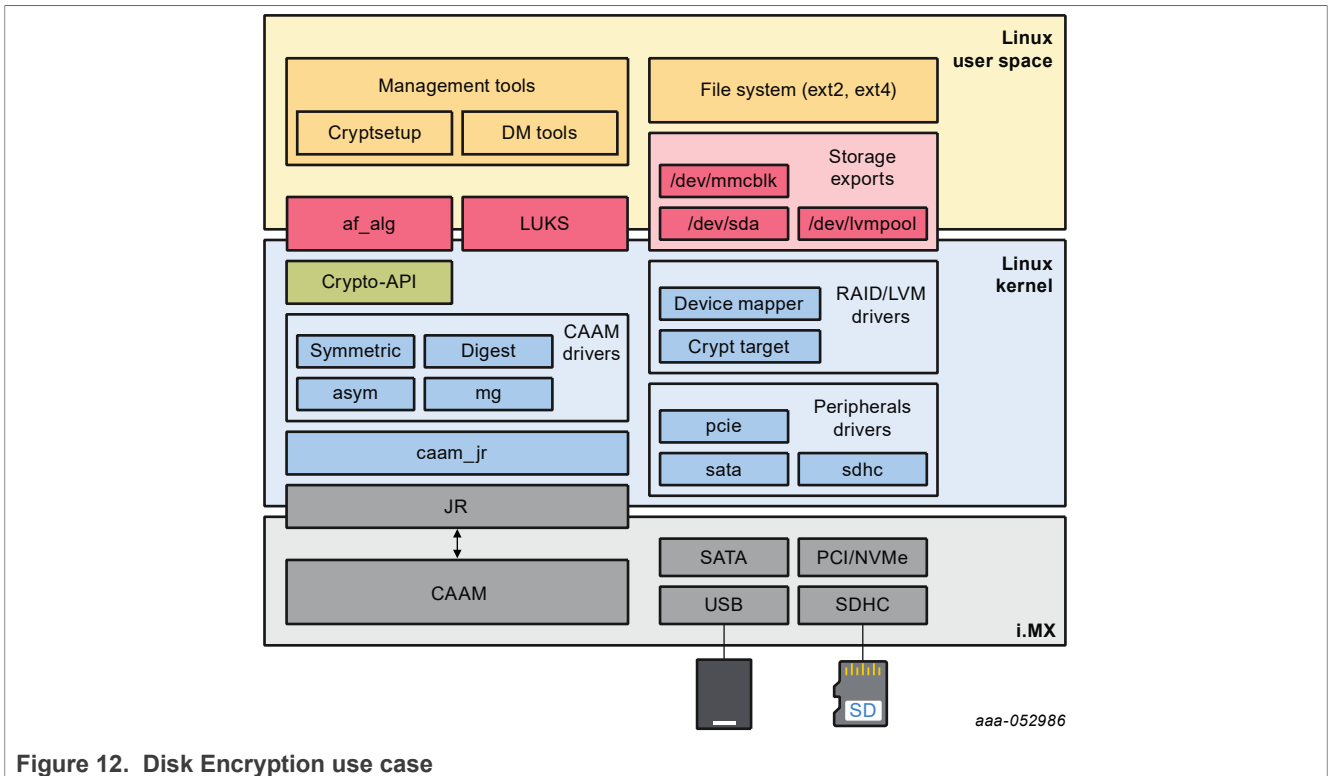 Linux
user space
Management tools
Cryptsetup
DM tools
File system (ext2, ext4)
Storage
exports
/dev/mmcblk
/dev/sda
/dev/lvmpool
af_alg
LUKS
Linux
kernel
Crypto-API
CAAM
drivers
Symmetric
Digest
asym
mg
caam_jr
RAID/LVM
drivers
Device mapper
Crypt target
Peripherals
drivers
pcie
sata
sdhc
JR
CAAM
SATA
PCI/NVMe
USB
SDHC
i.MX
SD
aaa-052986
Figure 12. Disk Encryption use case